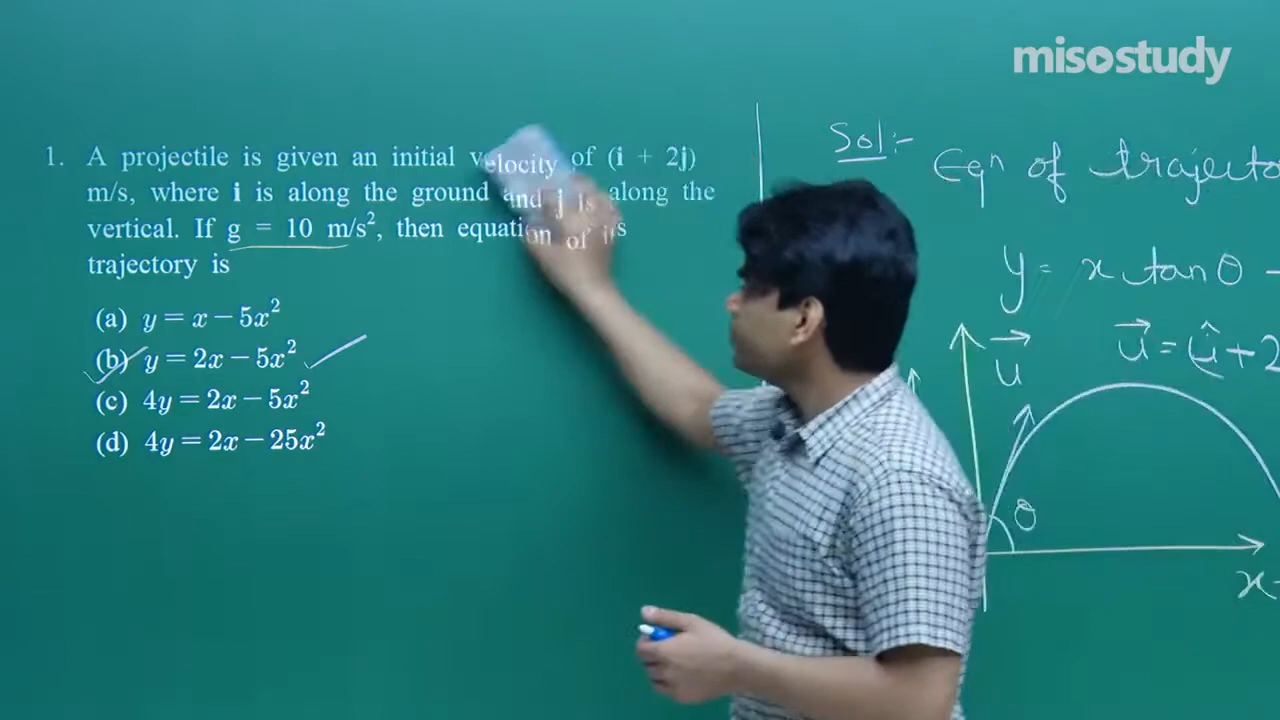 misostudy
1. A projectile is given an initial velocity of (i + 2j)
m/s, where i is along the ground and j is along the
vertical. If g = 10 m/s², then equation of its
trajectory is
(a) y = x − 5x²
(b) y = 2x − 5x²
(c) 4y = 2x − 5x²
(d) 4y = 2x − 25x²
Sol:-
Eqⁿ of
y = x tan θ -
u
θ
x-